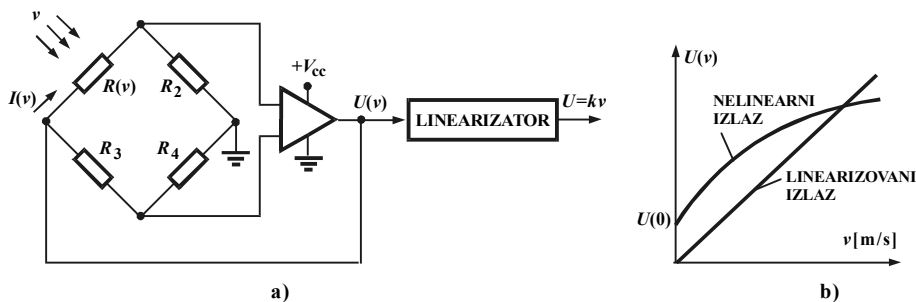 v
I(v)
R(v)
R2
R3
R4
+Vcc
U(v)
LINEARIZATOR
U=kv
a)
U(v)
NELINEARNI
IZLAZ
LINEARIZOVANI
IZLAZ
U(0)
v[m/s]
b)